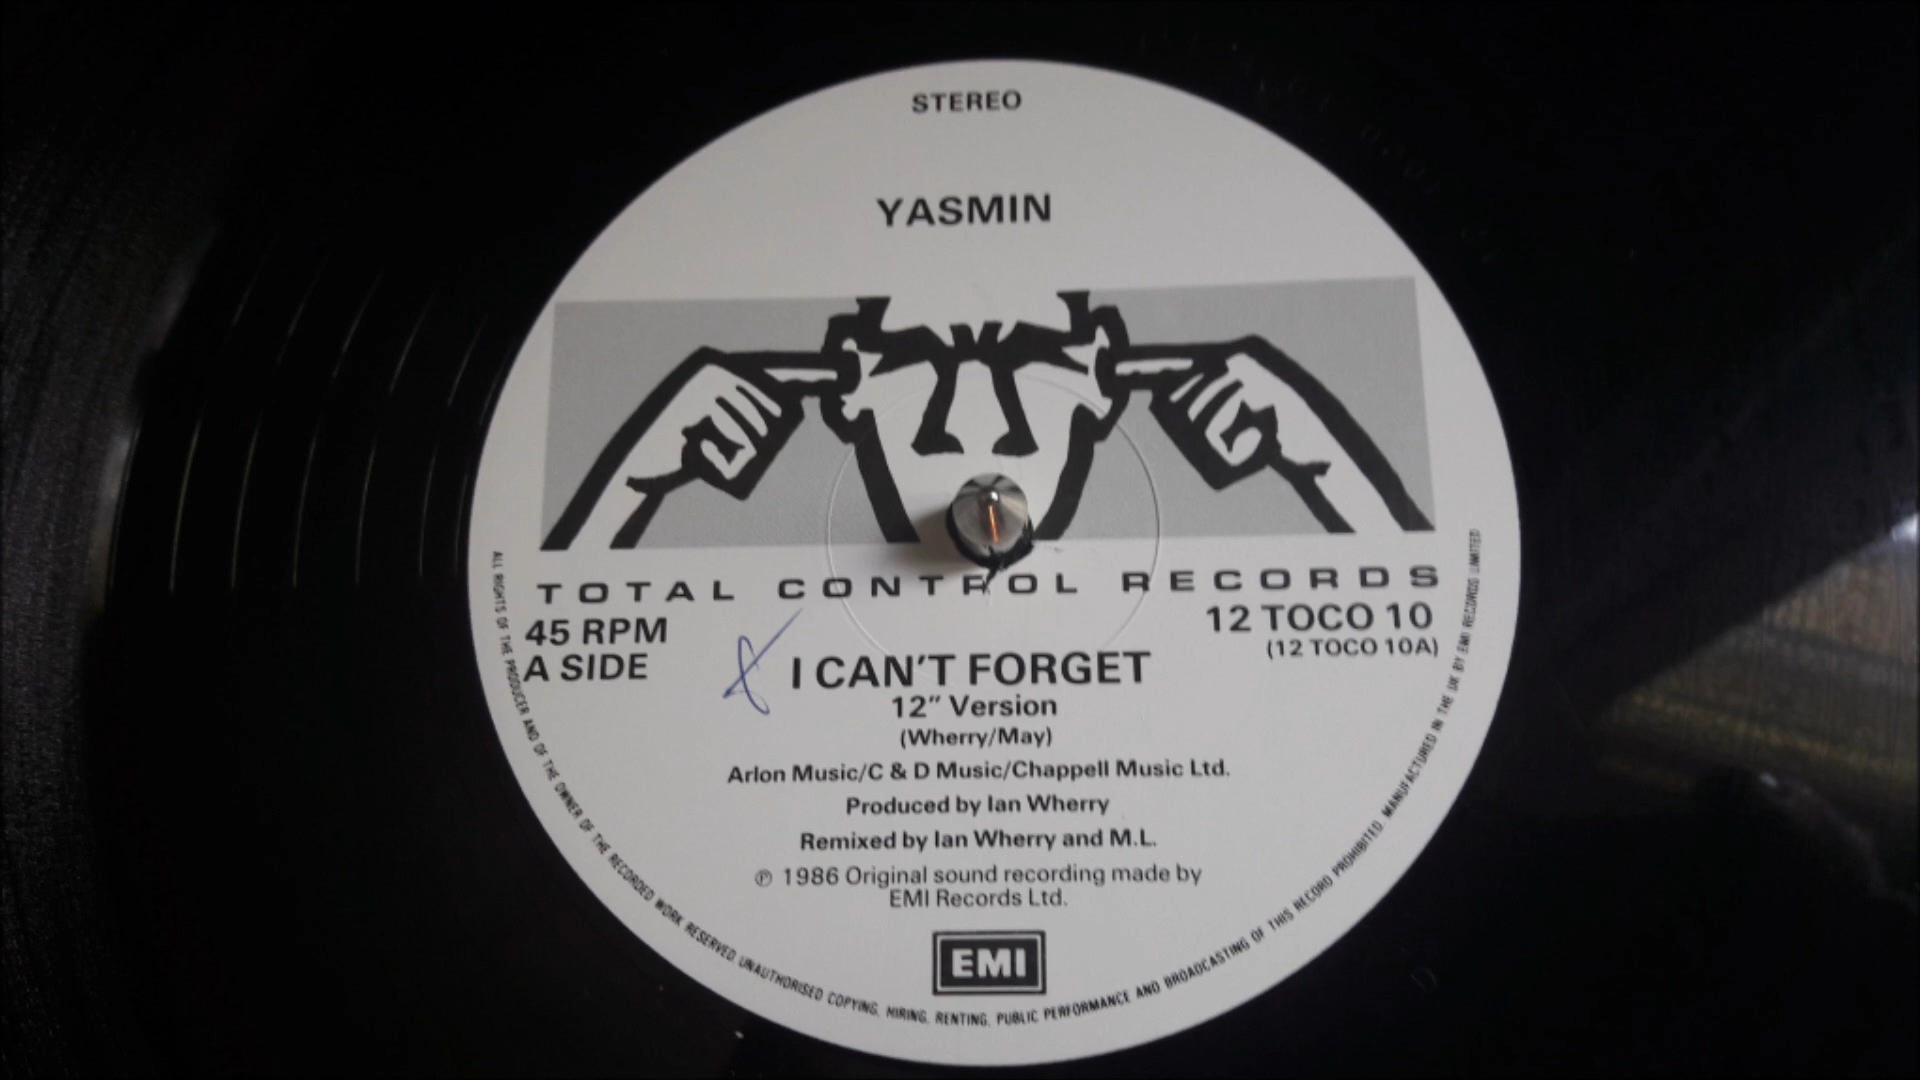 STEREO
YASMIN
TOTAL CONTROL RECORDS
45 RPM
A SIDE
12 TOCO 10
(12 TOCO 10A)
I CAN'T FORGET
12" Version
(Wherry/May)
Arlon Music/C & D Music/Chappell Music Ltd.
Produced by Ian Wherry
Remixed by Ian Wherry and M.L.
℗ 1986 Original sound recording made by
EMI Records Ltd.
EMI
ALL RIGHTS OF THE PRODUCER AND OF THE OWNER OF THE RECORDED WORK RESERVED. UNAUTHORISED COPYING, HIRING, RENTING, PUBLIC PERFORMANCE AND BROADCASTING OF THIS RECORD PROHIBITED. MANUFACTURED IN THE UK BY EMI RECORDS LIMITED